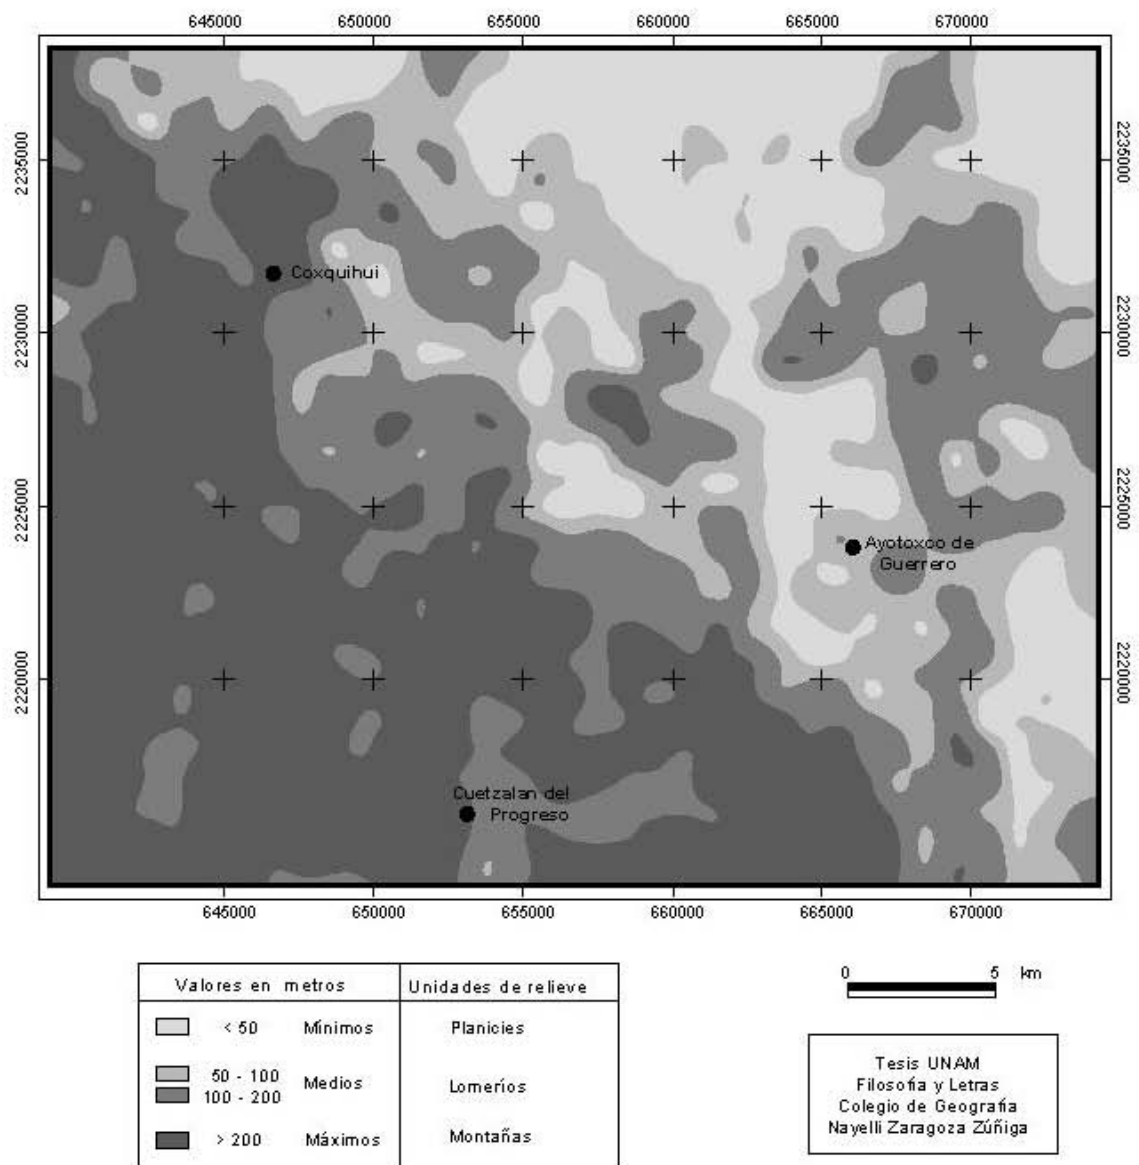 645000 650000 655000 660000 665000 670000
2235000 2235000
Coxquihui
2230000 2230000
2225000 2225000
Ayotoxco de
Guerrero
2220000 2220000
Cuetzalan del
Progreso
645000 650000 655000 660000 665000 670000
Valores en metros Unidades de relieve
< 50 Mínimos Planicies
50 - 100
Medios Lomeríos
100 - 200
> 200 Máximos Montañas
0 5 km
Tesis UNAM
Filosofía y Letras
Colegio de Geografía
Nayelli Zaragoza Zúñiga